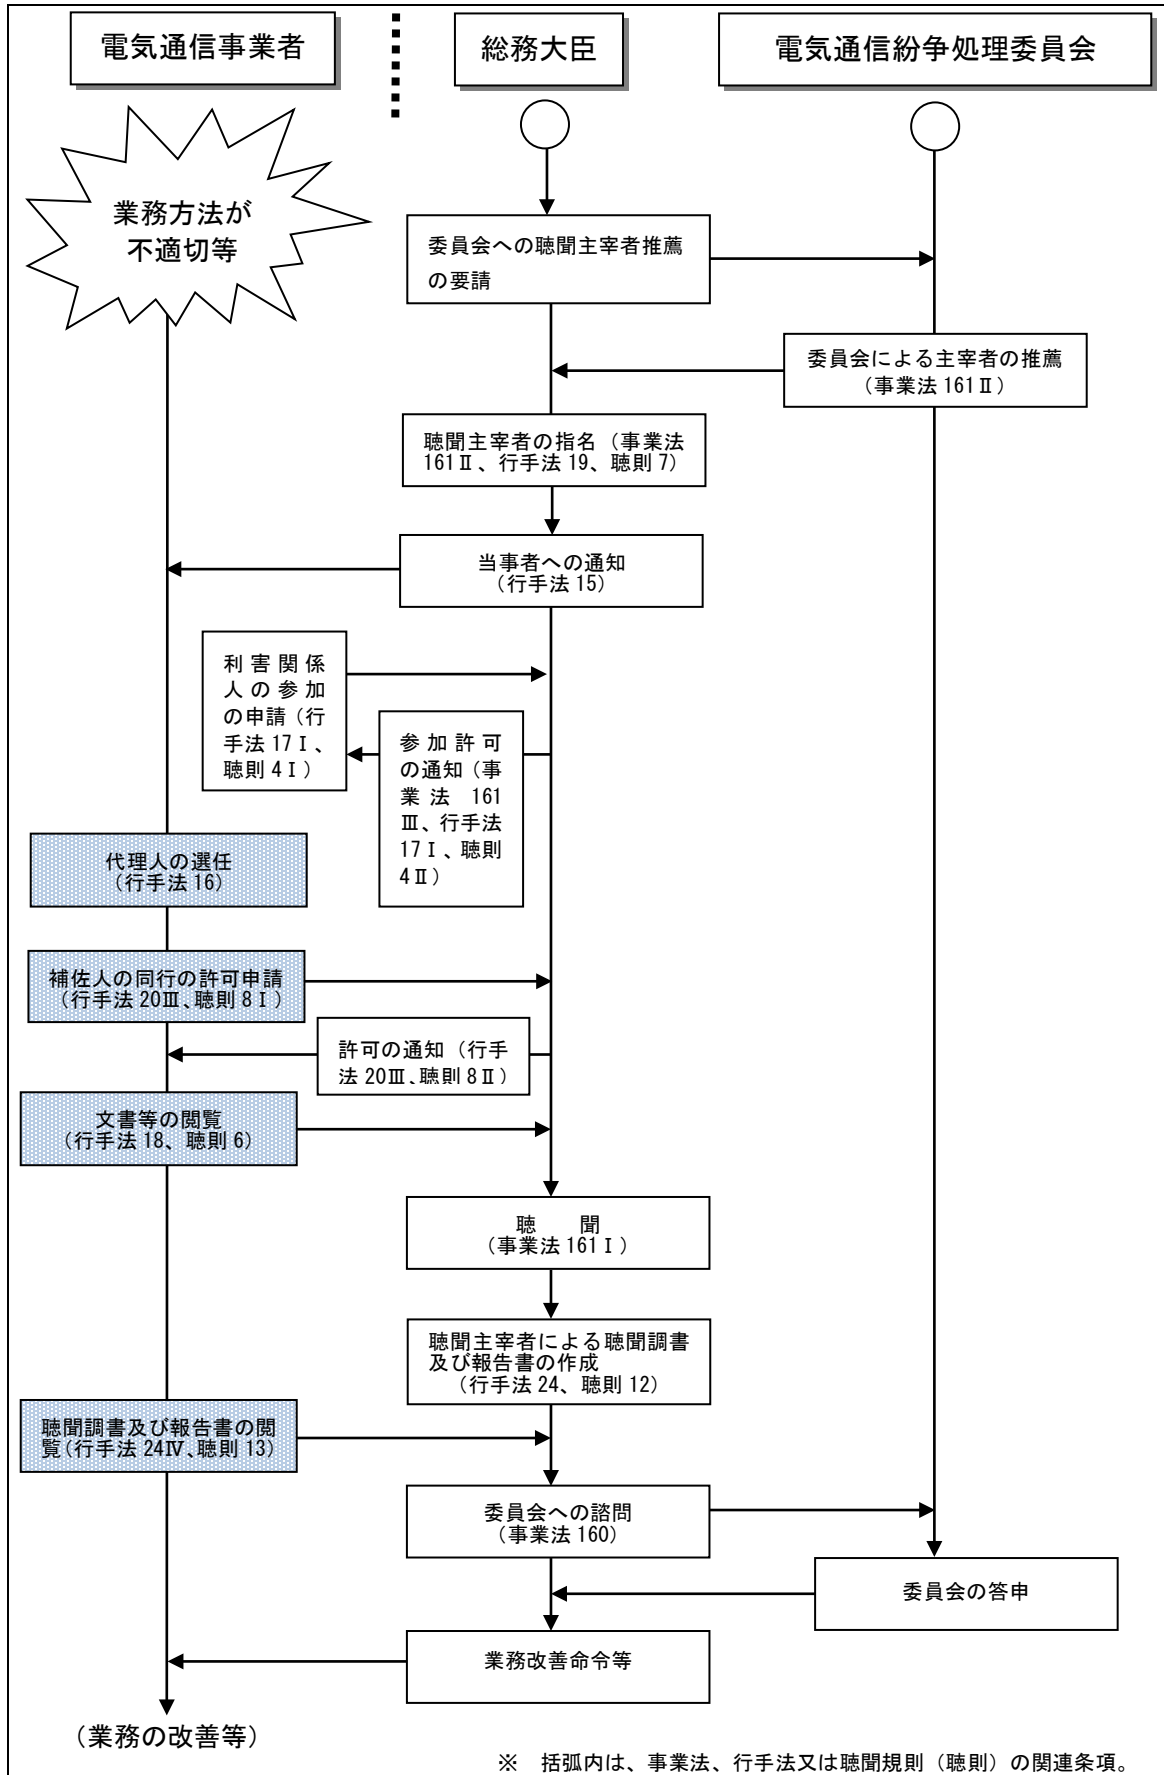 電気通信事業者
総務大臣
電気通信紛争処理委員会
業務方法が
不適切等
委員会への聴聞主宰者推薦
の要請
委員会による主宰者の推薦
（事業法 161Ⅱ）
聴聞主宰者の指名（事業法
161Ⅱ、行手法 19、聴則 7）
当事者への通知
（行手法 15）
利害関係
人の参加
の申請（行
手法 17Ⅰ、
聴則 4Ⅰ）
参加許可
の通知（事
業法 161
Ⅲ、行手法
17Ⅰ、聴則
4Ⅱ）
代理人の選任
（行手法 16）
補佐人の同行の許可申請
（行手法 20Ⅲ、聴則 8Ⅰ）
許可の通知（行手
法 20Ⅲ、聴則 8Ⅱ）
文書等の閲覧
（行手法 18、聴則 6）
聴　　聞
（事業法 161Ⅰ）
聴聞主宰者による聴聞調書
及び報告書の作成
（行手法 24、聴則 12）
聴聞調書及び報告書の閲
覧（行手法 24Ⅳ、聴則 13）
委員会への諮問
（事業法 160）
委員会の答申
業務改善命令等
（業務の改善等）
※　括弧内は、事業法、行手法又は聴聞規則（聴則）の関連条項。